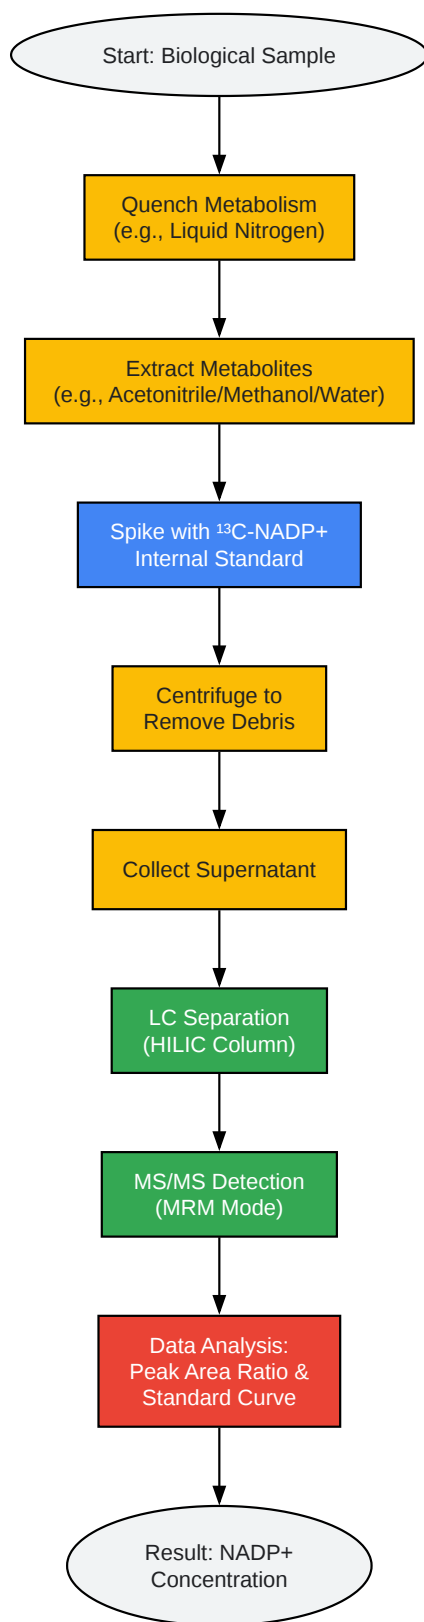 Start: Biological Sample
Quench Metabolism
(e.g., Liquid Nitrogen)
Extract Metabolites
(e.g., Acetonitrile/Methanol/Water)
Spike with ¹³C-NADP+
Internal Standard
Centrifuge to
Remove Debris
Collect Supernatant
LC Separation
(HILIC Column)
MS/MS Detection
(MRM Mode)
Data Analysis:
Peak Area Ratio &
Standard Curve
Result: NADP+
Concentration